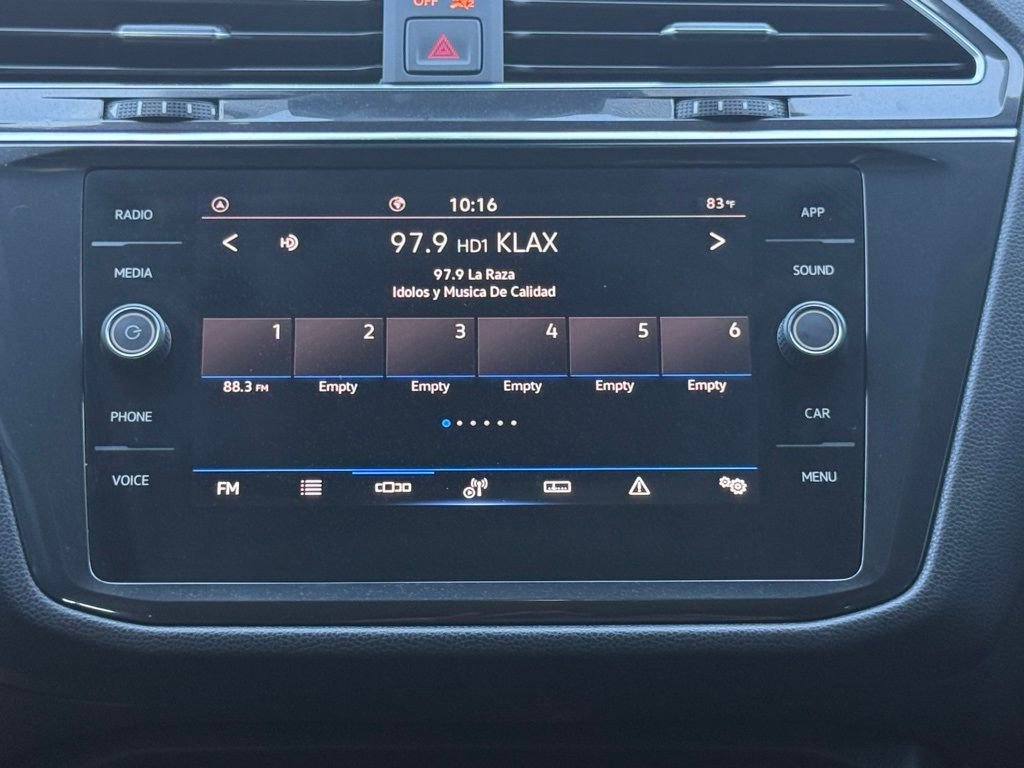 OFF
RADIO
MEDIA
PHONE
VOICE
10:16
83°F
97.9 HD1 KLAX
97.9 La Raza
Idolos y Musica De Calidad
1 2 3 4 5 6
88.3 FM Empty Empty Empty Empty Empty
FM
APP
SOUND
CAR
MENU